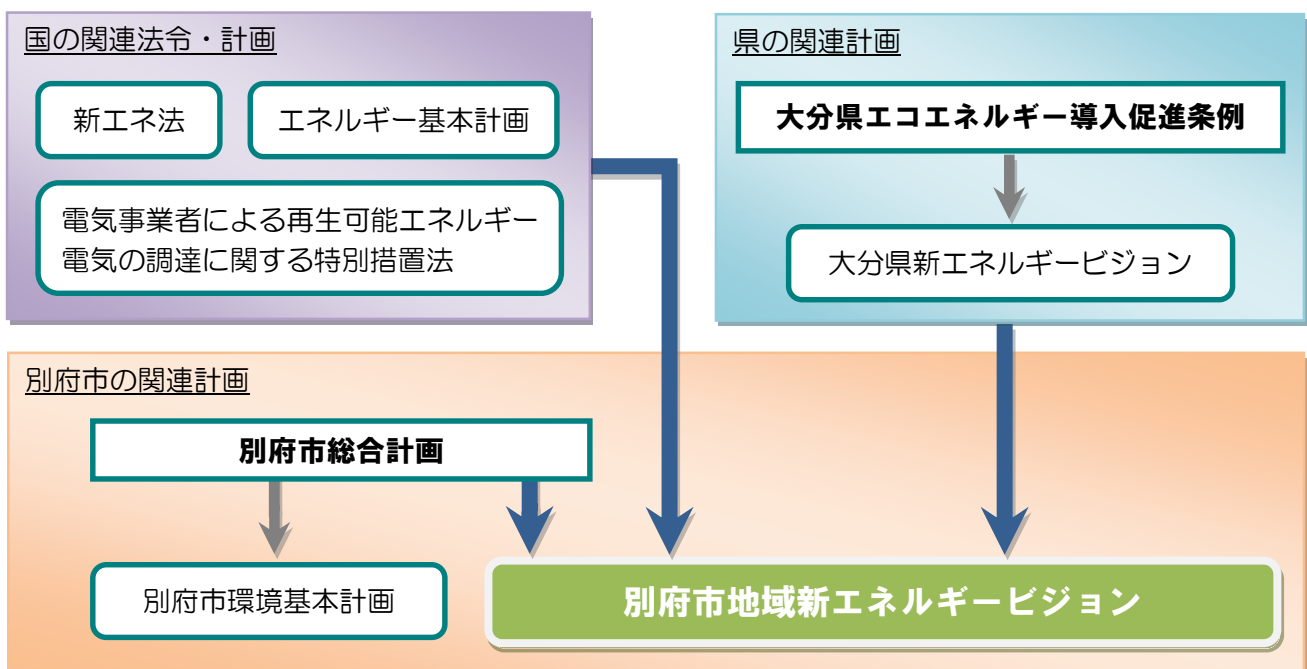 国の関連法令・計画
新エネ法
エネルギー基本計画
電気事業者による再生可能エネルギー
電気の調達に関する特別措置法
県の関連計画
大分県エコエネルギー導入促進条例
大分県新エネルギービジョン
別府市の関連計画
別府市総合計画
別府市環境基本計画
別府市地域新エネルギービジョン